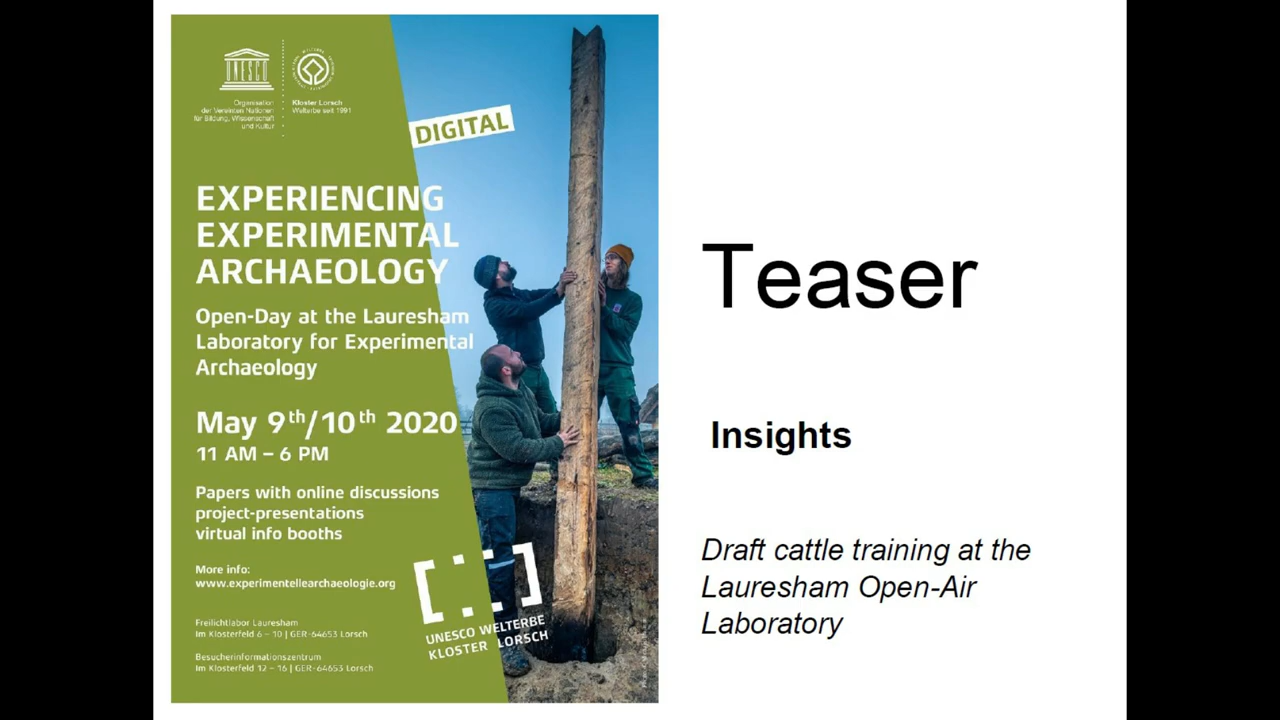 UNESCO
Organisation
der Vereinten Nationen
für Bildung, Wissenschaft
und Kultur
Kloster Lorsch
Welterbe seit 1991
DIGITAL
EXPERIENCING
EXPERIMENTAL
ARCHAEOLOGY
Open-Day at the Lauresham
Laboratory for Experimental
Archaeology
May 9th/10th 2020
11 AM – 6 PM
Papers with online discussions
project-presentations
virtual info booths
More info:
www.experimentellearchaeologie.org
Freilichtlabor Lauresham
Im Klosterfeld 6 – 10 | GER-64653 Lorsch
Besucherinformationszentrum
Im Klosterfeld 12 – 16 | GER-64653 Lorsch
UNESCO WELTERBE
KLOSTER LORSCH
Teaser
Insights
Draft cattle training at the
Lauresham Open-Air
Laboratory